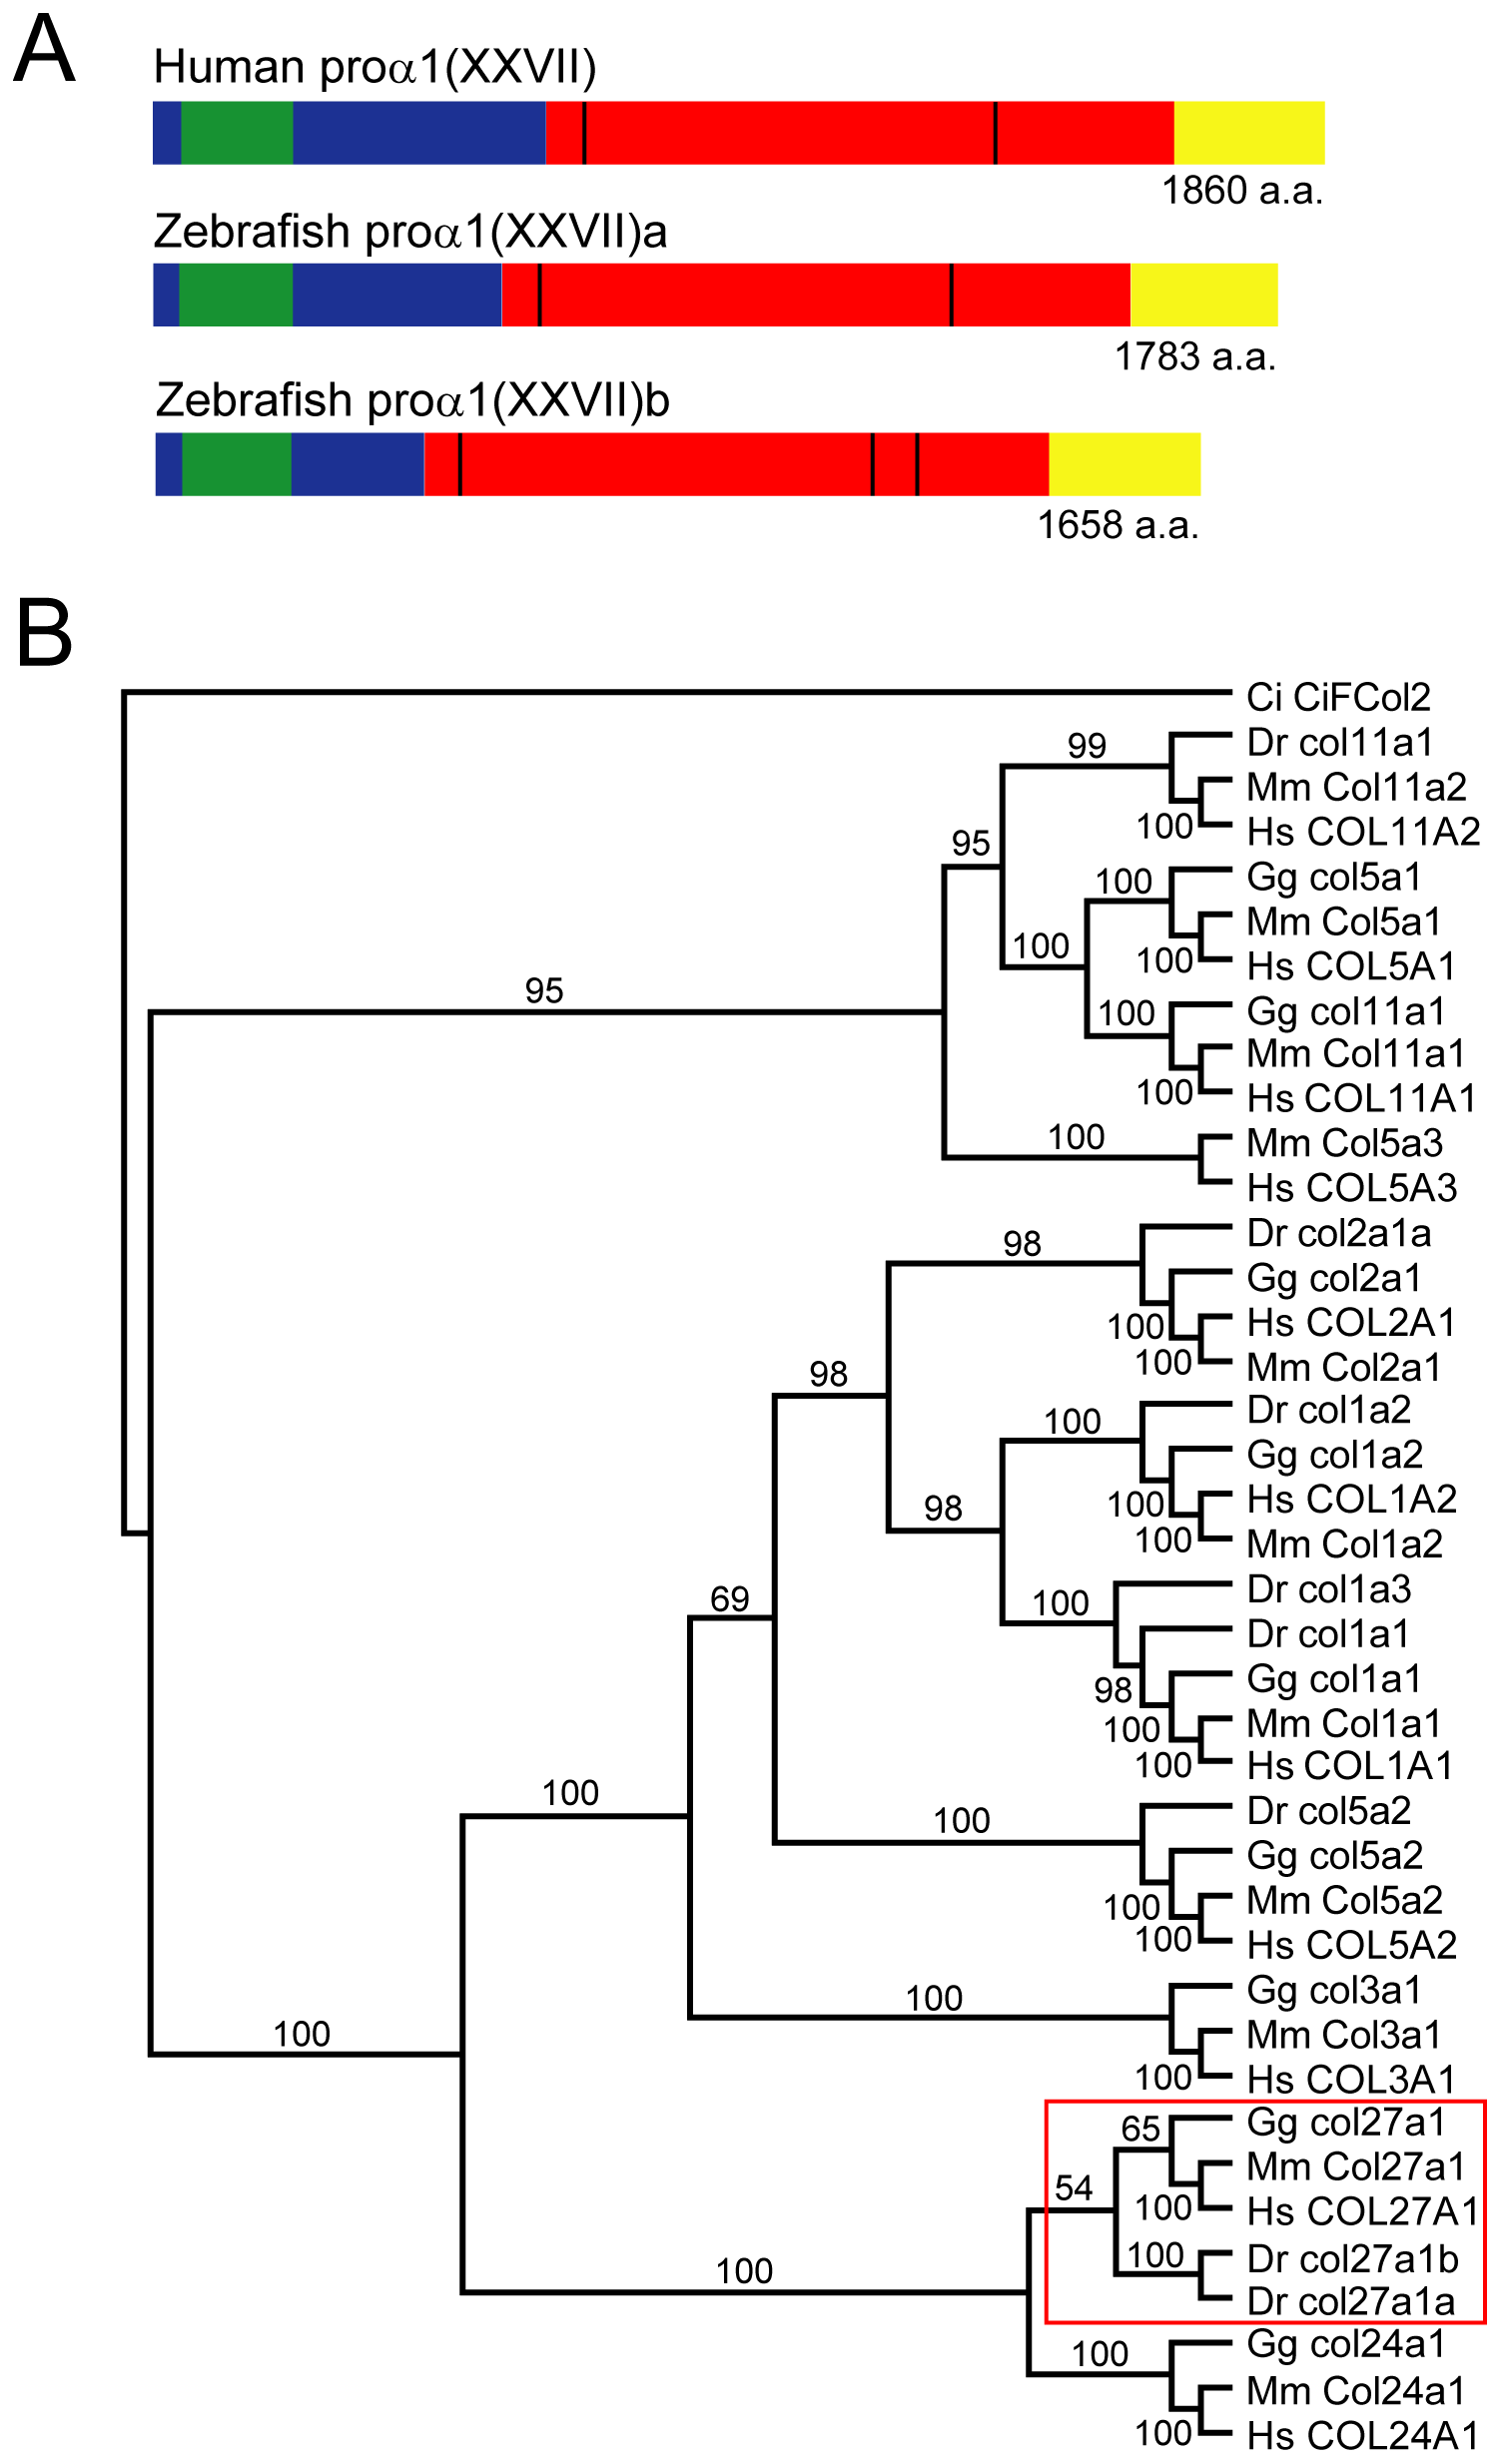 A
Human proα1(XXVII)
1860 a.a.
Zebrafish proα1(XXVII)a
1783 a.a.
Zebrafish proα1(XXVII)b
1658 a.a.
B
Ci CiFCol2
Dr col11a1
99
Mm Col11a2
100
Hs COL11A2
95
Gg col5a1
100
Mm Col5a1
100
100
Hs COL5A1
95
Gg col11a1
100
Mm Col11a1
100
Hs COL11A1
100
Mm Col5a3
Hs COL5A3
Dr col2a1a
98
Gg col2a1
100
Hs COL2A1
98
100
Mm Col2a1
Dr col1a2
100
Gg col1a2
98
100
Hs COL1A2
100
Mm Col1a2
69
100
Dr col1a3
Dr col1a1
98
Gg col1a1
100
Mm Col1a1
100
Hs COL1A1
100
100
Dr col5a2
Gg col5a2
100
Mm Col5a2
100
Hs COL5A2
100
Gg col3a1
100
Mm Col3a1
100
Hs COL3A1
65
Gg col27a1
54
Mm Col27a1
100
Hs COL27A1
100
100
Dr col27a1b
Dr col27a1a
100
Gg col24a1
Mm Col24a1
100
Hs COL24A1